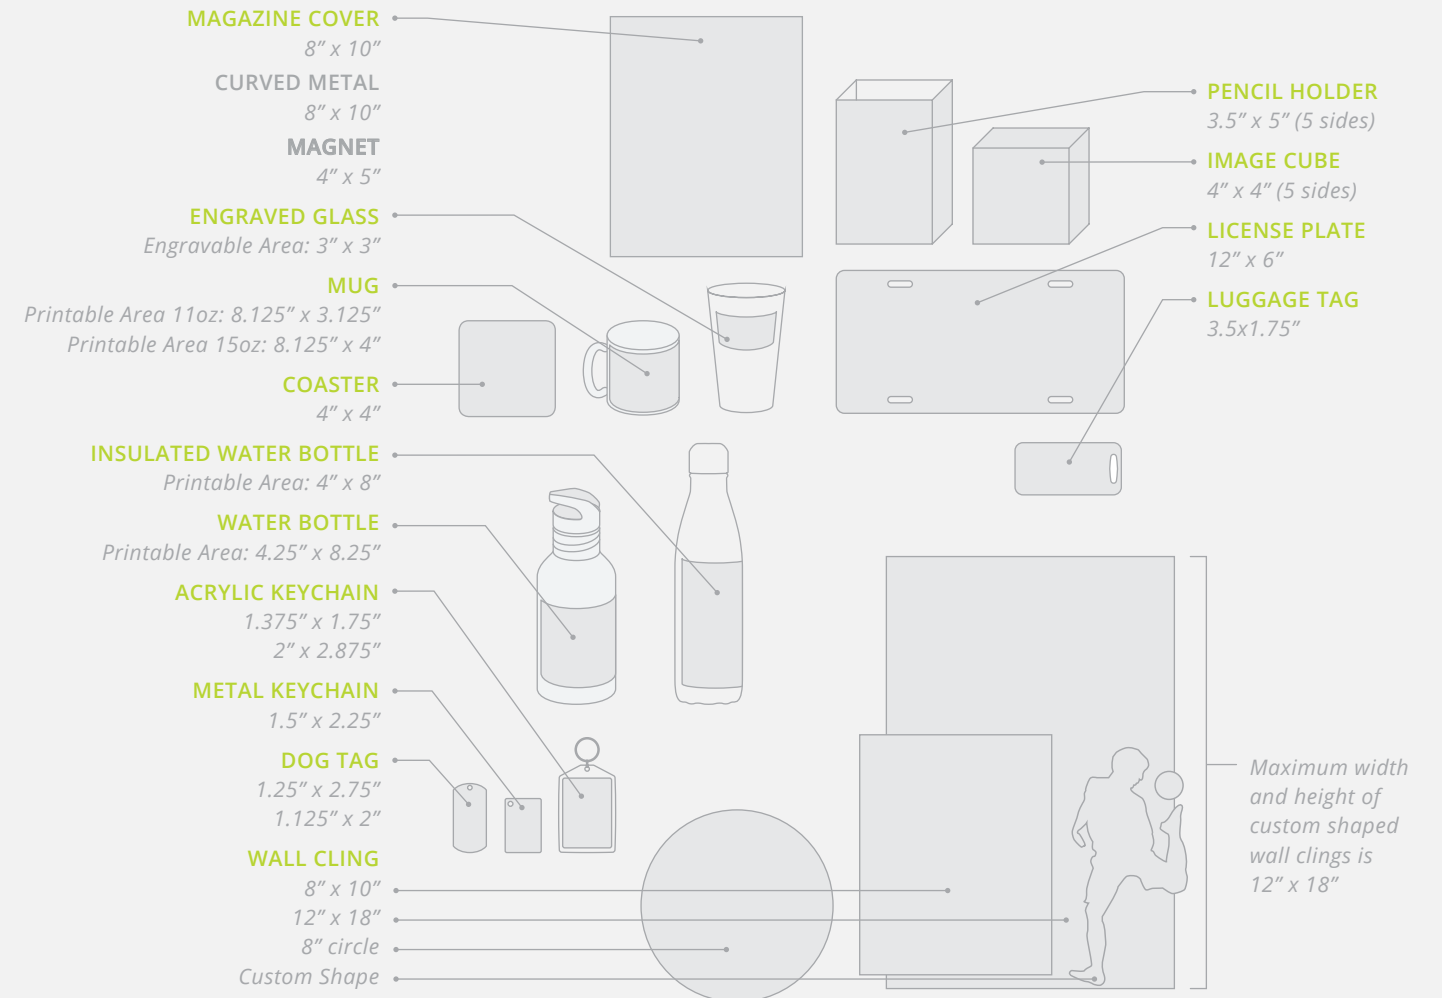 MAGAZINE COVER
8” x 10”
CURVED METAL
8” x 10”
MAGNET
4” x 5”
ENGRAVED GLASS
Engravable Area: 3” x 3”
MUG
Printable Area 11oz: 8.125” x 3.125”
Printable Area 15oz: 8.125” x 4”
COASTER
4” x 4”
INSULATED WATER BOTTLE
Printable Area: 4” x 8”
WATER BOTTLE
Printable Area: 4.25” x 8.25”
ACRYLIC KEYCHAIN
1.375” x 1.75”
2” x 2.875”
METAL KEYCHAIN
1.5” x 2.25”
DOG TAG
1.25” x 2.75”
1.125” x 2”
WALL CLING
8” x 10”
12” x 18”
8” circle
Custom Shape
PENCIL HOLDER
3.5” x 5” (5 sides)
IMAGE CUBE
4” x 4” (5 sides)
LICENSE PLATE
12” x 6”
LUGGAGE TAG
3.5x1.75”
Maximum width
and height of
custom shaped
wall clings is
12” x 18”